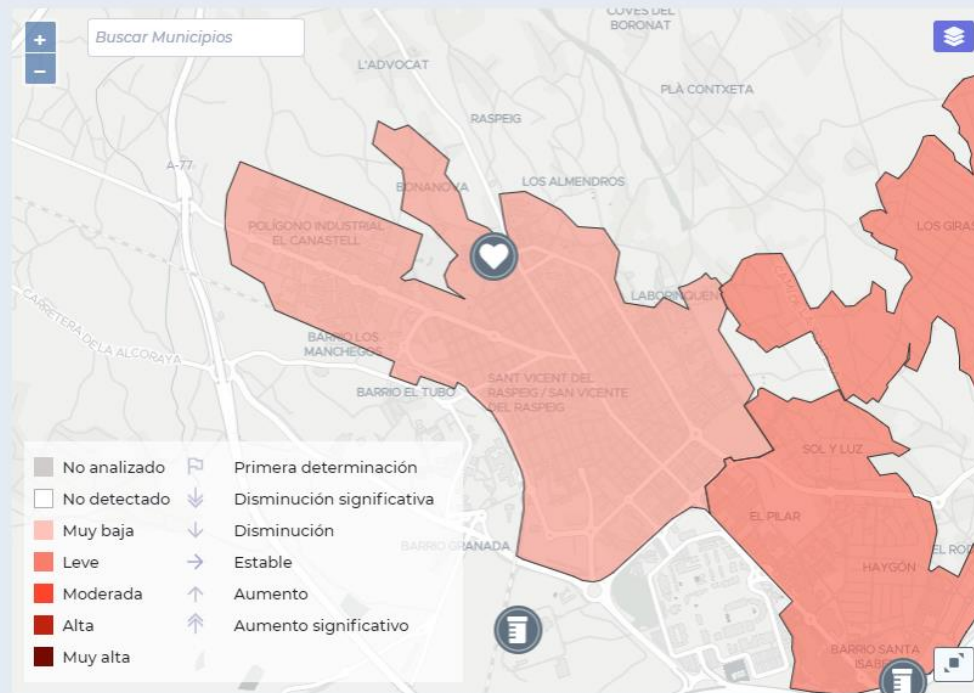 COVES DEL
BORONAT
+
Buscar Municipios
−
L'ADVOCAT
PLÀ CONTXETA
RASPEIG
A-77
LOS ALMENDROS
BONANOVA
POLÍGONO INDUSTRIAL
EL CANASTELL
LOS GIRAS
LABORINQUEN
CARRETERA DE LA ALCORAYA
BARRIO LOS
MANCHEGOS
BARRIO EL TUBO
SANT VICENT DEL
RASPEIG / SAN VICENTE
DEL RASPEIG
SOL Y LUZ
EL PILAR
BARRIO GRANADA
EL ROD
HAYGÓN
BARRIO SANTA
No analizado
No detectado
Muy baja
Leve
Moderada
Alta
Muy alta
Primera determinación
Disminución significativa
Disminución
Estable
Aumento
Aumento significativo